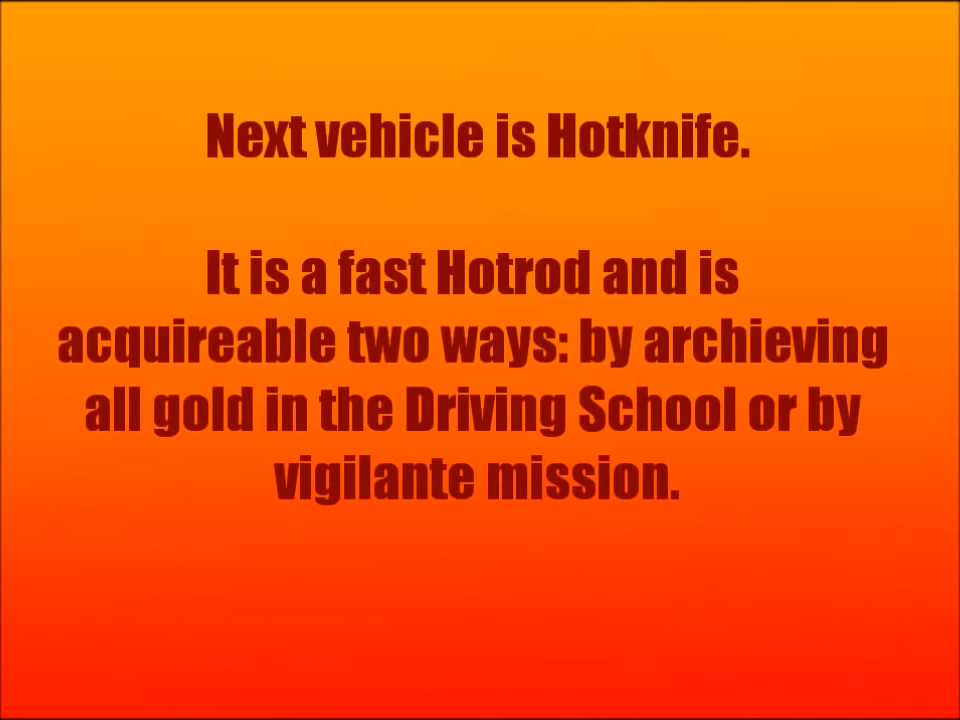 Next vehicle is Hotknife.
It is a fast Hotrod and is
acquireable two ways: by archieving
all gold in the Driving School or by
vigilante mission.